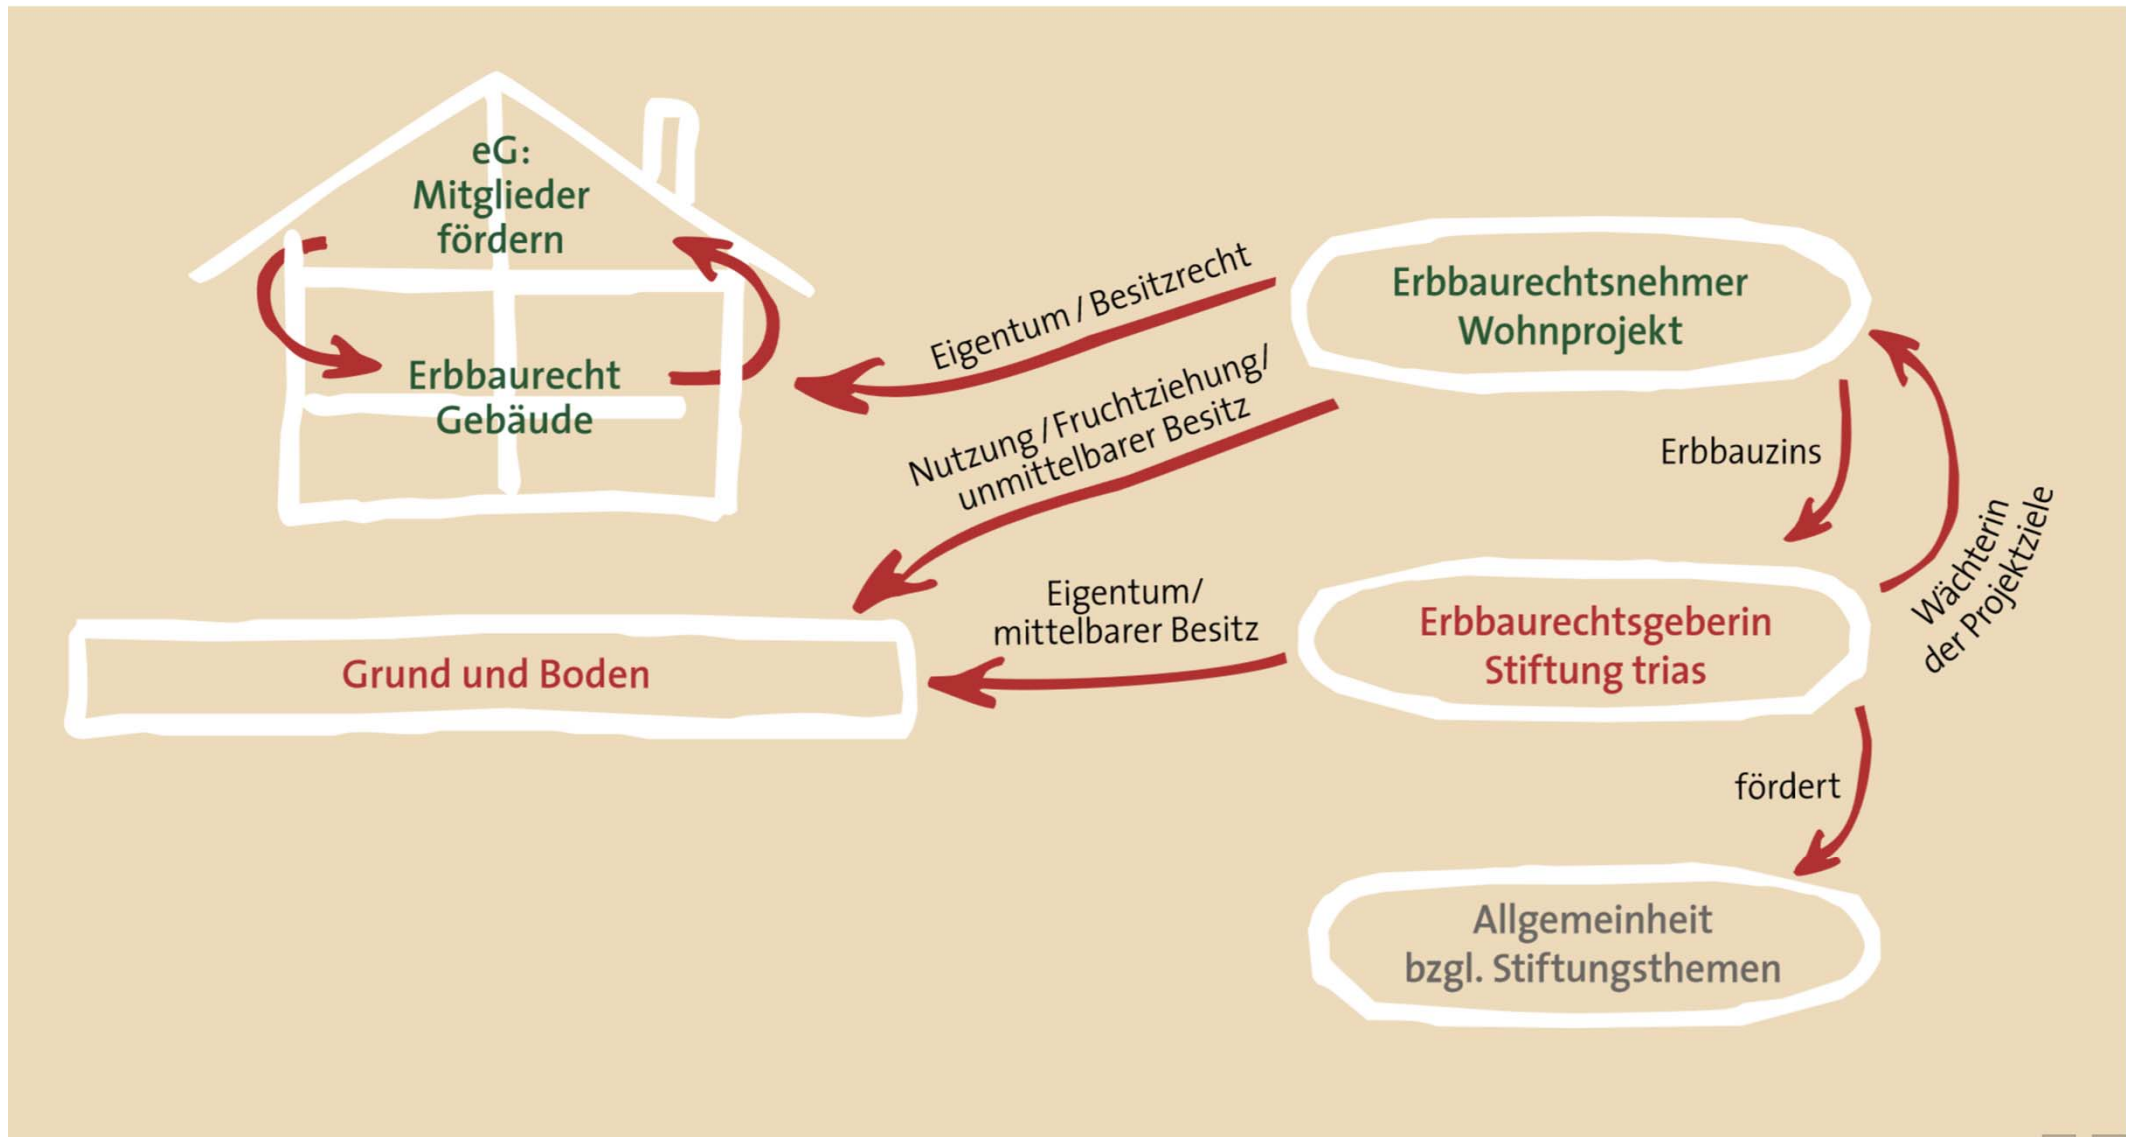 eG:
Mitglieder
fördern
Erbbaurecht
Gebäude
Eigentum / Besitzrecht
Nutzung / Fruchtziehung/
unmittelbarer Besitz
Erbbaurechtsnehmer
Wohnprojekt
Erbbauzins
Wächterin
der Projektziele
Eigentum/
mittelbarer Besitz
Grund und Boden
Erbbaurechtsgeberin
Stiftung trias
fördert
Allgemeinheit
bzgl. Stiftungsthemen